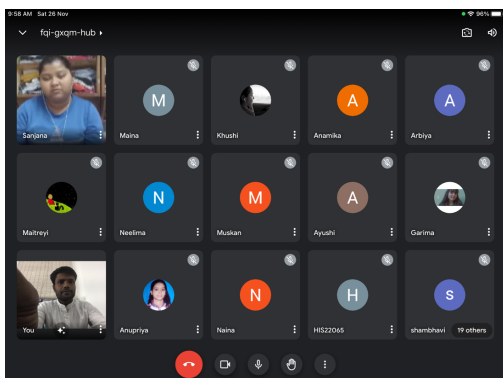 9:58 AM Sat 26 Nov
96%
fqi-gxqm-hub
M
A
A
Sanjana
Maina
Khushi
Anamika
Arbiya
N
M
A
Maitreyi
Neelima
Muskan
Ayushi
Garima
N
H
S
You
Anupriya
Naina
HIS22065
shambhavi
19 others